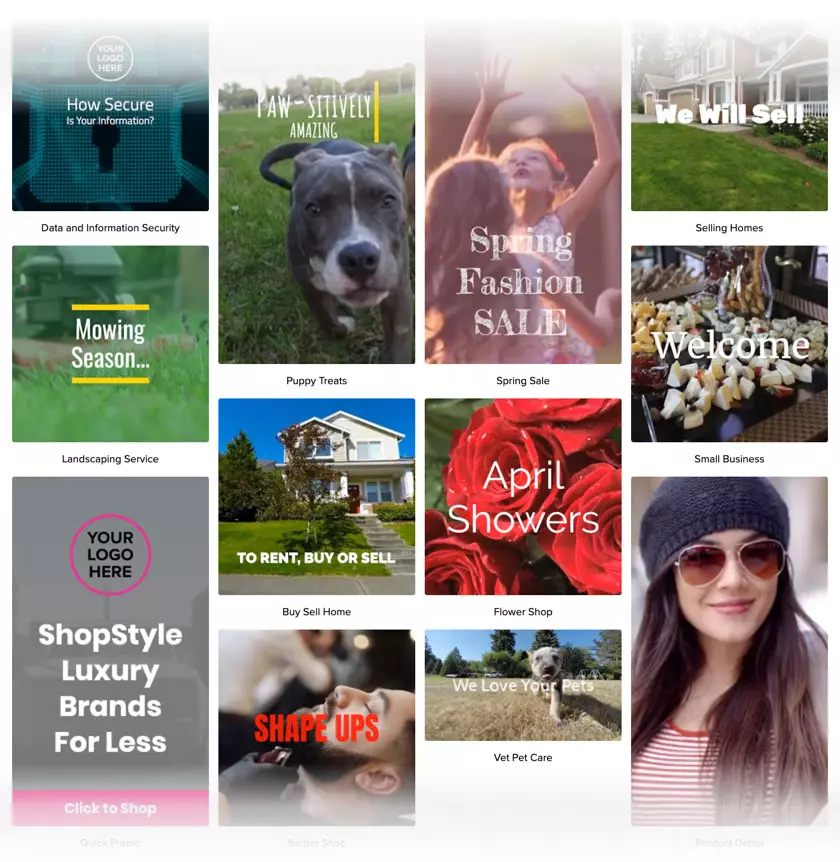 YOUR
LOGO
HERE
How Secure
Is Your Information?
Data and Information Security
Mowing
Season...
Landscaping Service
YOUR
LOGO
HERE
ShopStyle
Luxury
Brands
For Less
Click to Shop
Quick Promo
PAW-SITIVELY
AMAZING
Puppy Treats
TO RENT, BUY OR SELL
Buy Sell Home
SHAPE UPS
Barber Shop
Spring
Fashion
SALE
Spring Sale
April
Showers
Flower Shop
We Love Your Pets
Vet Pet Care
We Will Sell
Selling Homes
Welcome
Small Business
Product Demo